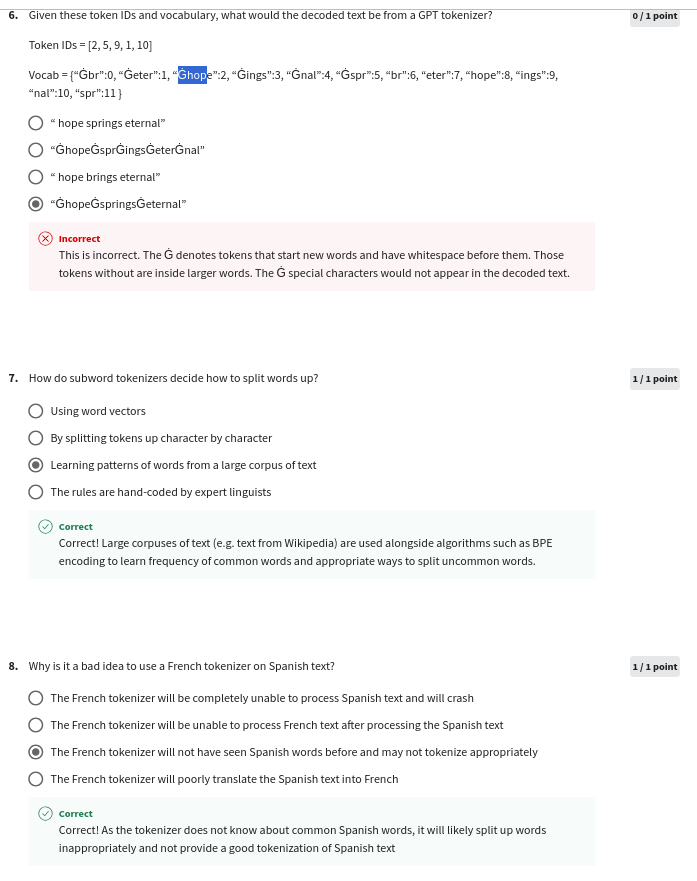 6. Given these token IDs and vocabulary, what would the decoded text be from a GPT tokenizer? 0 / 1 point
Token IDs = [2, 5, 9, 1, 10]
Vocab = {“Ġbr”:0, “Ġeter”:1, “Ġhope”:2, “Ġings”:3, “Ġnal”:4, “Ġspr”:5, “br”:6, “eter”:7, “hope”:8, “ings”:9,
“nal”:10, “spr”:11 }
“ hope springs eternal”
“ĠhopeĠsprĠingsĠeterĠnal”
“ hope brings eternal”
“ĠhopeĠspringsĠeternal”
Incorrect
This is incorrect. The Ġ denotes tokens that start new words and have whitespace before them. Those
tokens without are inside larger words. The Ġ special characters would not appear in the decoded text.
7. How do subword tokenizers decide how to split words up? 1 / 1 point
Using word vectors
By splitting tokens up character by character
Learning patterns of words from a large corpus of text
The rules are hand-coded by expert linguists
Correct
Correct! Large corpuses of text (e.g. text from Wikipedia) are used alongside algorithms such as BPE
encoding to learn frequency of common words and appropriate ways to split uncommon words.
8. Why is it a bad idea to use a French tokenizer on Spanish text? 1 / 1 point
The French tokenizer will be completely unable to process Spanish text and will crash
The French tokenizer will be unable to process French text after processing the Spanish text
The French tokenizer will not have seen Spanish words before and may not tokenize appropriately
The French tokenizer will poorly translate the Spanish text into French
Correct
Correct! As the tokenizer does not know about common Spanish words, it will likely split up words
inappropriately and not provide a good tokenization of Spanish text